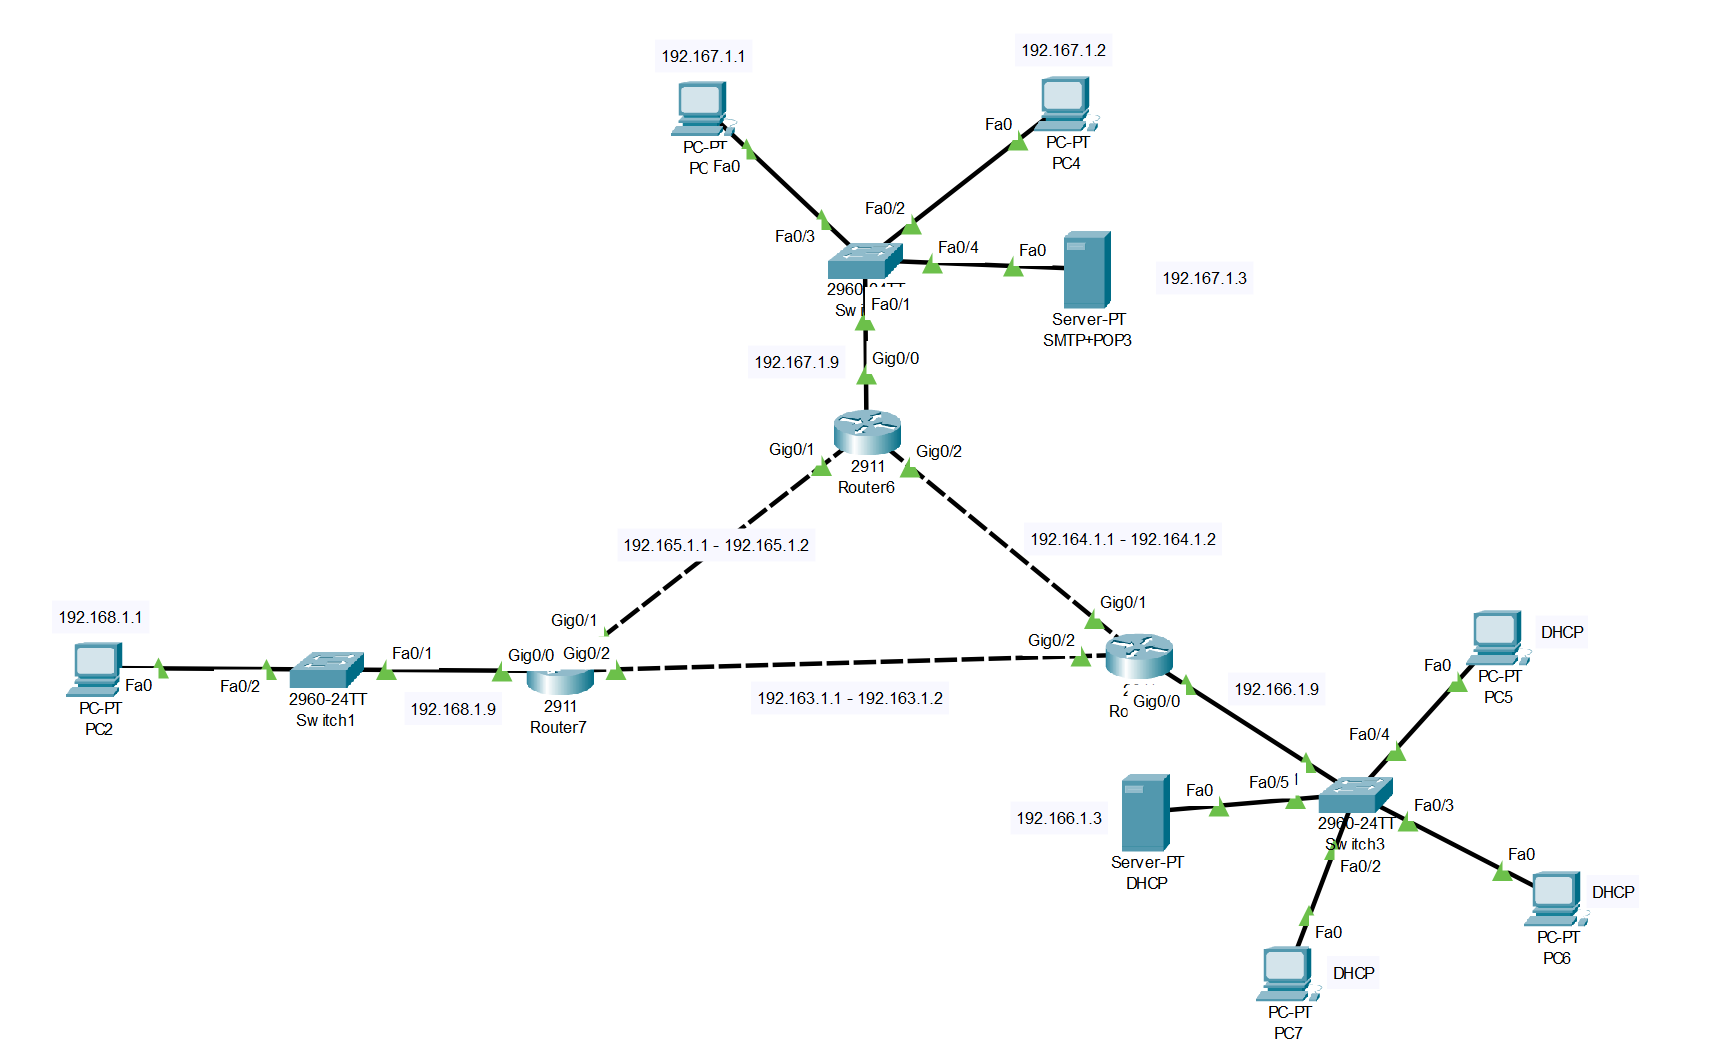 192.167.1.1
192.167.1.2
PC-PT
Fa0
Fa0
PC-PT
PC4
Fa0/3
Fa0/2
Fa0/4
Fa0
192.167.1.3
2960-24TT
Fa0/1
Server-PT
SMTP+POP3
192.167.1.9
Gig0/0
Gig0/1
Gig0/2
2911
Router6
192.165.1.1 - 192.165.1.2
192.164.1.1 - 192.164.1.2
192.168.1.1
Fa0
PC-PT
PC2
Fa0/2
Fa0/1
2960-24TT
Switch1
192.168.1.9
Gig0/1
Gig0/0
Gig0/2
2911
Router7
192.163.1.1 - 192.163.1.2
Gig0/1
Gig0/2
Gig0/0
192.166.1.9
DHCP
Fa0
PC-PT
PC5
Fa0/4
Fa0/5
Fa0
192.166.1.3
Server-PT
DHCP
2960-24TT
Switch3
Fa0/3
Fa0/2
Fa0
DHCP
PC-PT
PC6
Fa0
DHCP
PC-PT
PC7